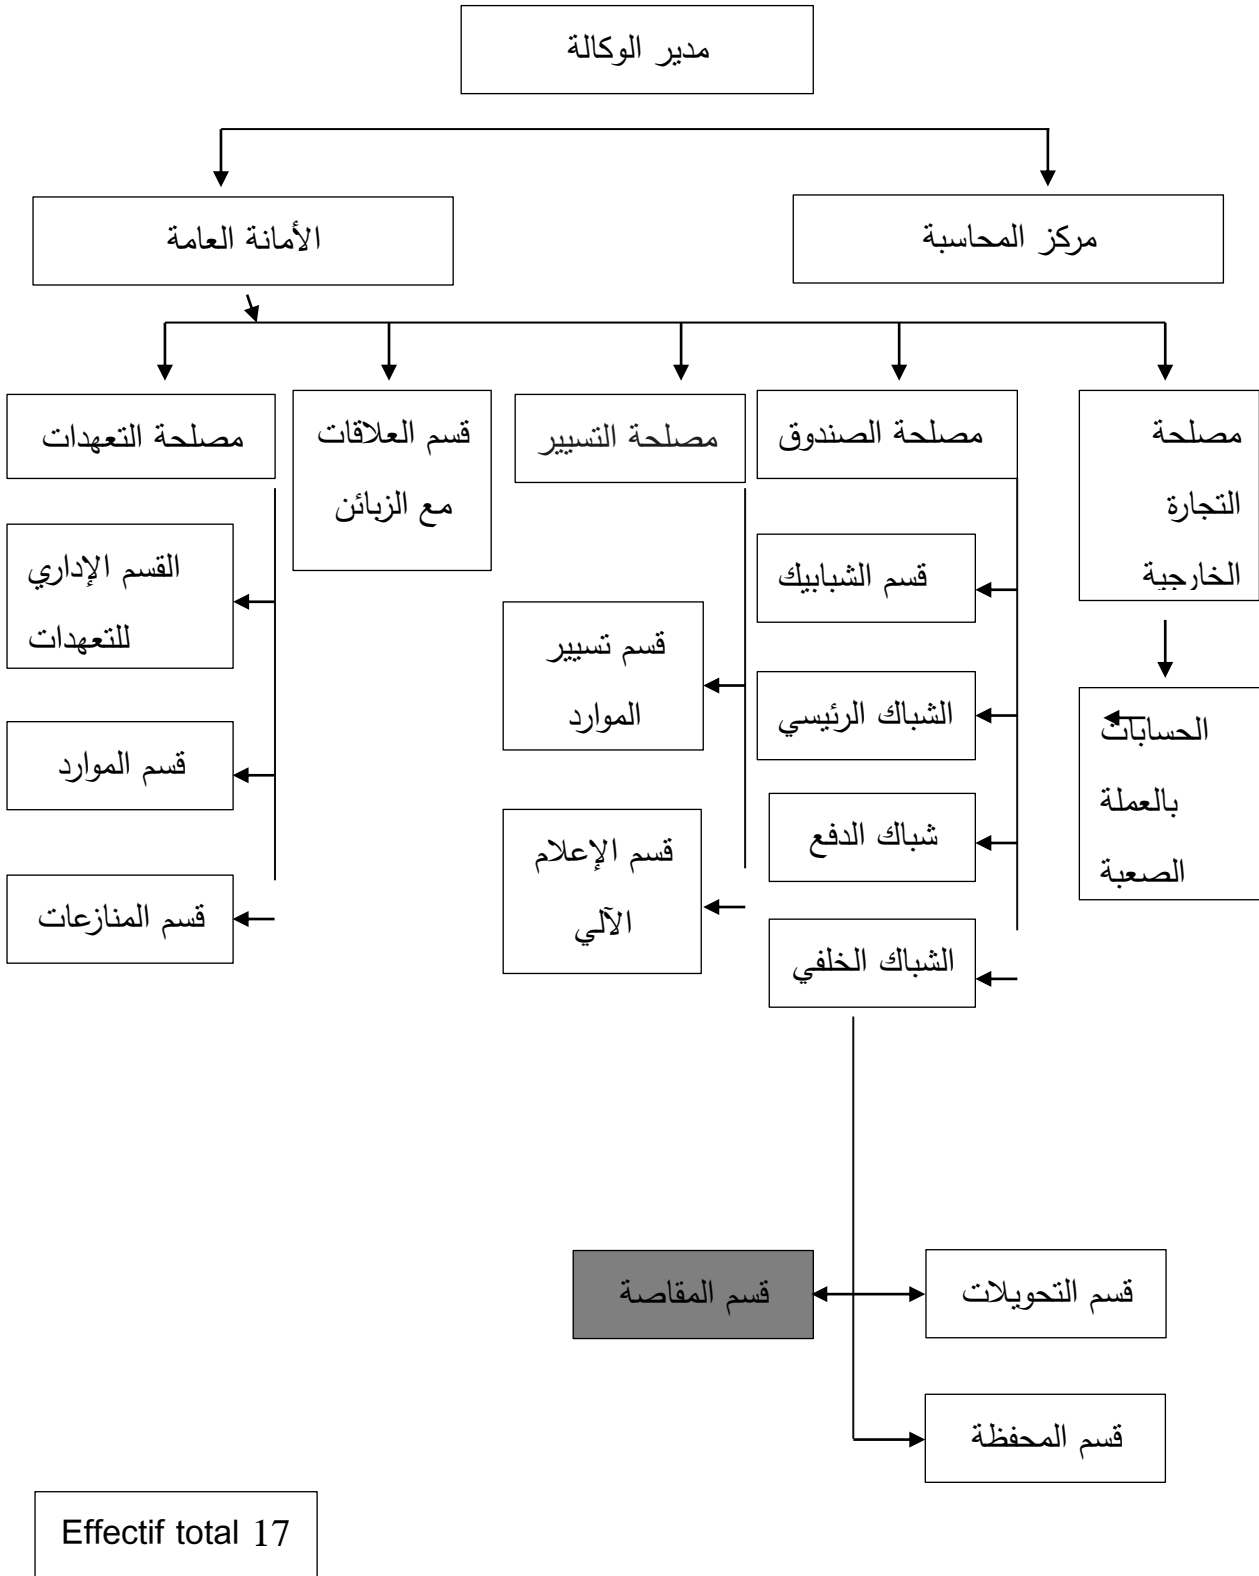 مدير الوكالة
مركز المحاسبة
الأمانة العامة
مصلحة
التجارة
الخارجية
مصلحة الصندوق
مصلحة التسيير
قسم العلاقات
مع الزبائن
مصلحة التعهدات
الحسابات
بالعملة
الصعبة
قسم الشبابيك
الشباك الرئيسي
شباك الدفع
الشباك الخلفي
قسم تسيير
الموارد
قسم الإعلام
الآلي
القسم الإداري
للتعهدات
قسم الموارد
قسم المنازعات
قسم التحويلات
قسم المقاصة
قسم المحفظة
Effectif total 17